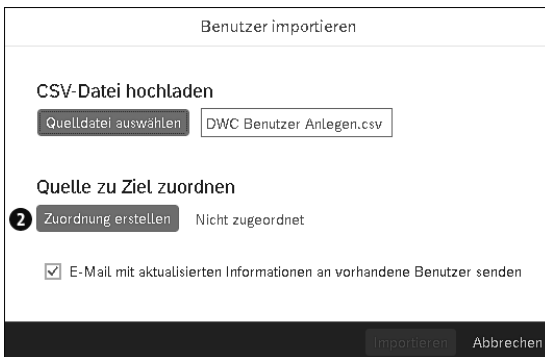 Benutzer importieren
CSV-Datei hochladen
Quelldatei auswählen DWC Benutzer Anlegen.csv
Quelle zu Ziel zuordnen
2 Zuordnung erstellen Nicht zugeordnet
E-Mail mit aktualisierten Informationen an vorhandene Benutzer senden
Importieren Abbrechen